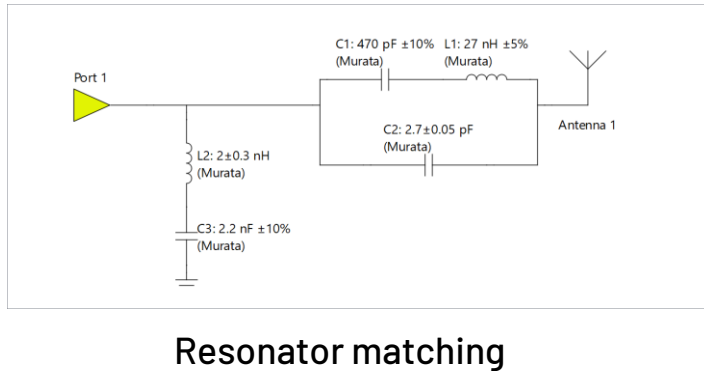 C1: 470 pF ±10%
(Murata)
L1: 27 nH ±5%
(Murata)
Port 1
C2: 2.7±0.05 pF
(Murata)
Antenna 1
L2: 2±0.3 nH
(Murata)
C3: 2.2 nF ±10%
(Murata)
Resonator matching